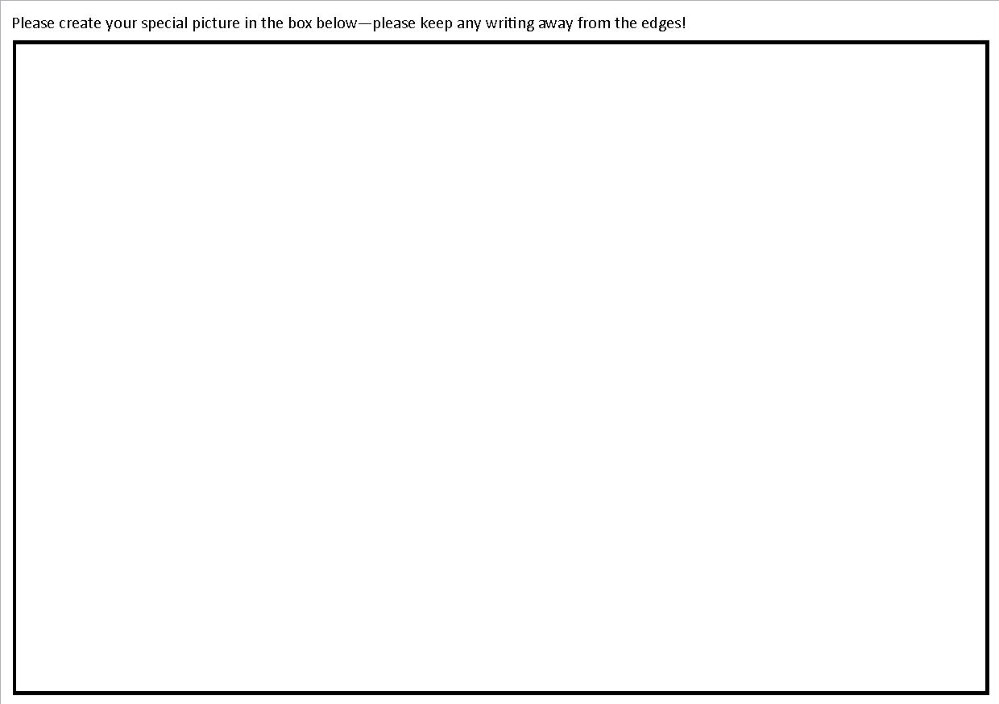 Please create your special picture in the box below—please keep any writing away from the edges!